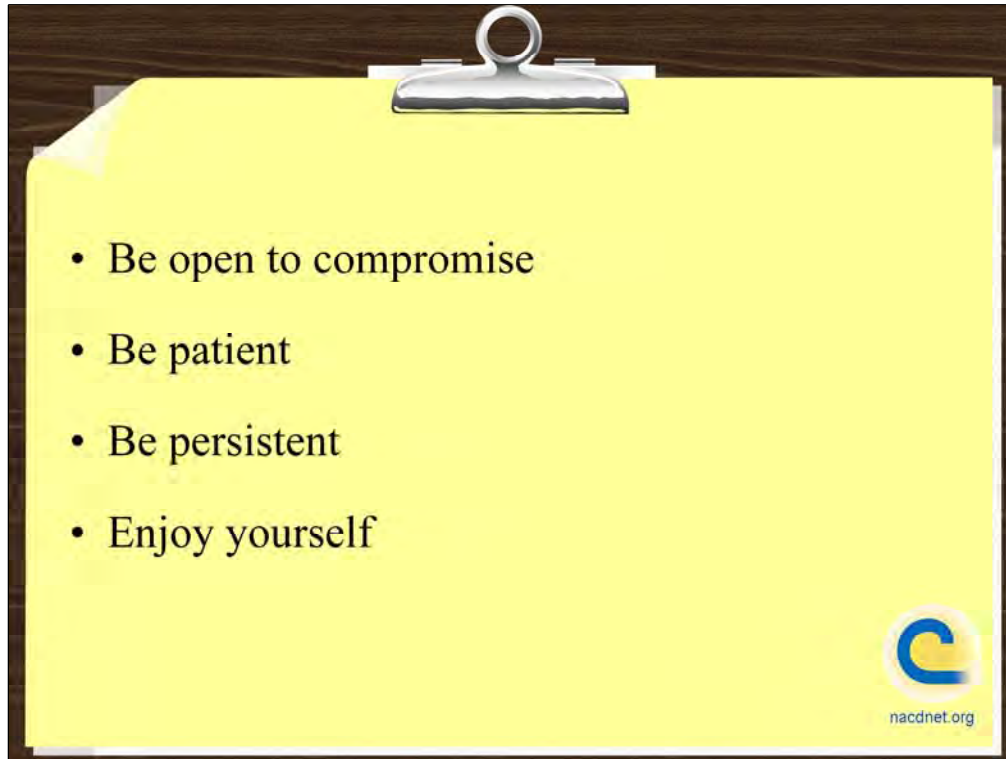 • Be open to compromise
• Be patient
• Be persistent
• Enjoy yourself
nacdnet.org